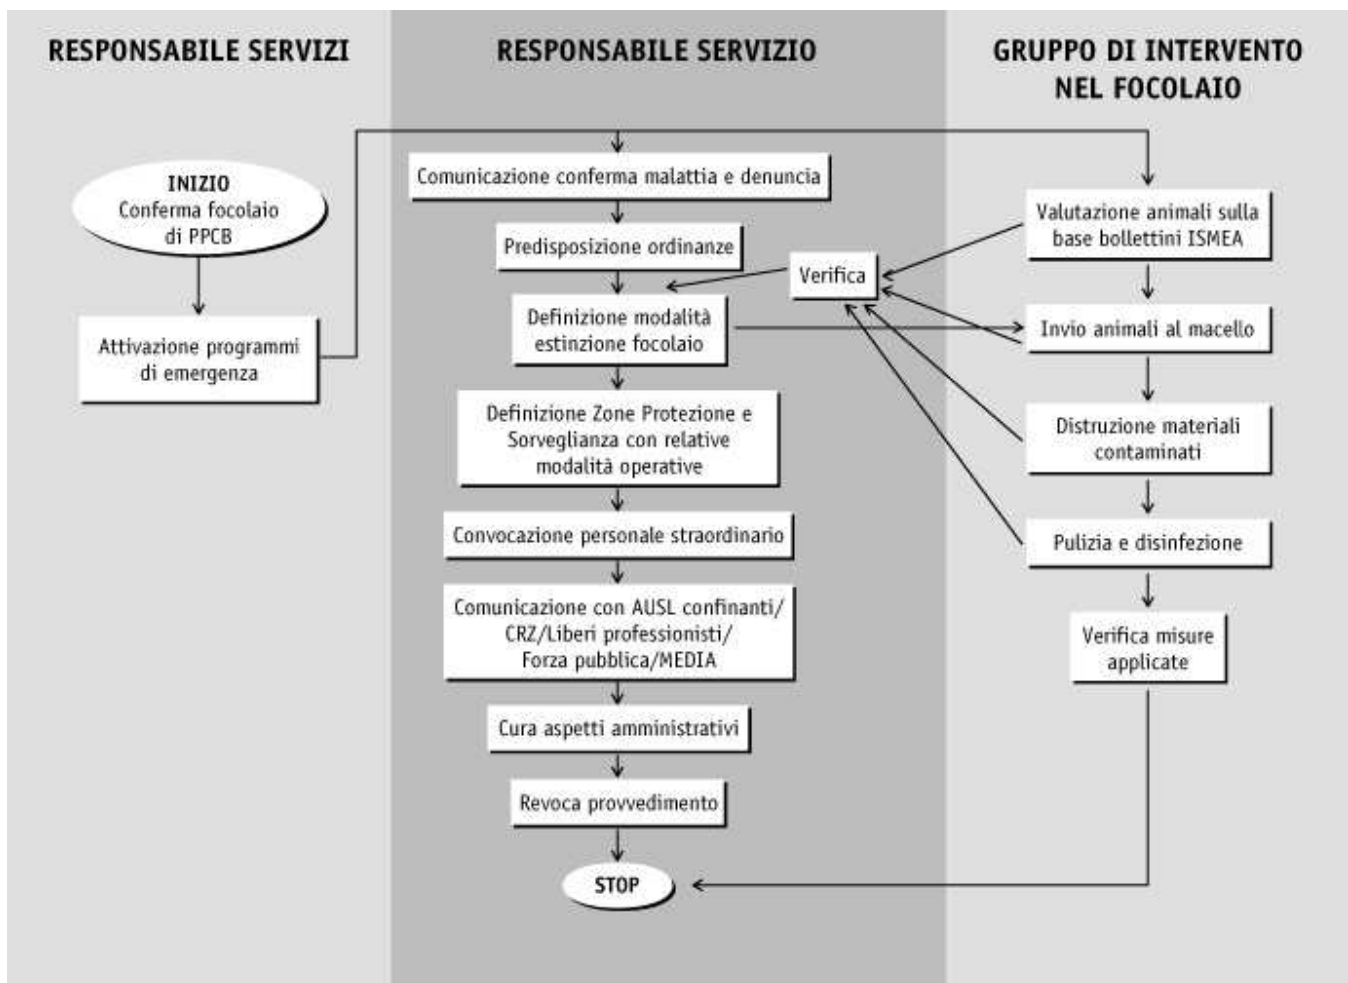 RESPONSABILE SERVIZI
INIZIO
Conferma focolaio
di PPCB
Attivazione programmi
di emergenza
RESPONSABILE SERVIZIO
Comunicazione conferma malattia e denuncia
Predisposizione ordinanze
Verifica
Definizione modalità
estinzione focolaio
Definizione Zone Protezione e
Sorveglianza con relative
modalità operative
Convocazione personale straordinario
Comunicazione con AUSL confinanti/
CRZ/Liberi professionisti/
Forza pubblica/MEDIA
Cura aspetti amministrativi
Revoca provvedimento
STOP
GRUPPO DI INTERVENTO
NEL FOCOLAIO
Valutazione animali sulla
base bollettini ISMEA
Invio animali al macello
Distruzione materiali
contaminati
Pulizia e disinfezione
Verifica misure
applicate